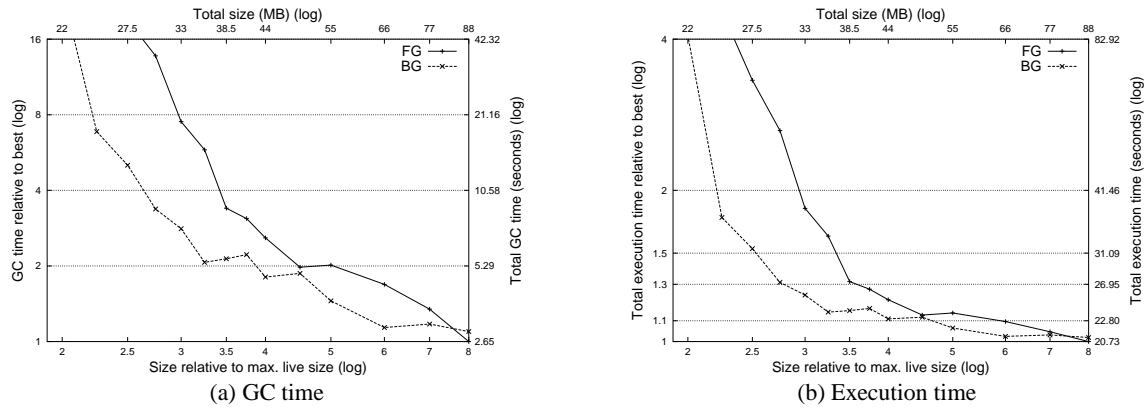 Total size (MB) (log)
22 27.5 33 38.5 44 55 66 77 88
16 42.32
8 21.16
4 10.58
2 5.29
1 2.65
FG
BG
GC time relative to best (log)
Total GC time (seconds) (log)
2 2.5 3 3.5 4 5 6 7 8
Size relative to max. live size (log)
(a) GC time
Total size (MB) (log)
22 27.5 33 38.5 44 55 66 77 88
4 82.92
2 41.46
1.5 31.09
1.3 26.95
1.1 22.80
1 20.73
FG
BG
Total execution time relative to best (log)
Total execution time (seconds) (log)
2 2.5 3 3.5 4 5 6 7 8
Size relative to max. live size (log)
(b) Execution time